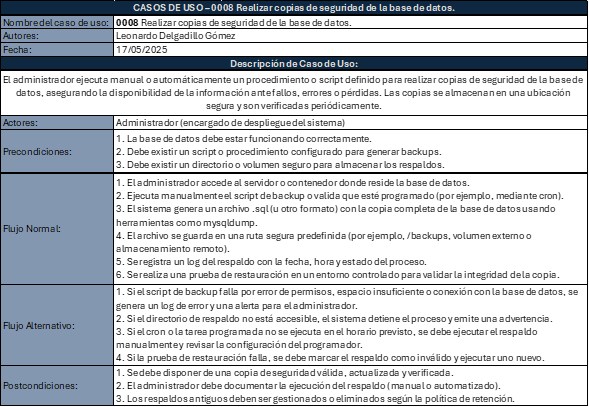 CASOS DE USO – 0008 Realizar copias de seguridad de la base de datos.
Nombre del caso de uso: 0008 Realizar copias de seguridad de la base de datos.
Autores: Leonardo Delgadillo Gómez
Fecha: 17/05/2025
Descripción de Caso de Uso:
El administrador ejecuta manual o automáticamente un procedimiento o script definido para realizar copias de seguridad de la base de
datos, asegurando la disponibilidad de la información ante fallos, errores o pérdidas. Las copias se almacenan en una ubicación
segura y son verificadas periódicamente.
Actores: Administrador (encargado de despliegue del sistema)
Precondiciones:
1. La base de datos debe estar funcionando correctamente.
2. Debe existir un script o procedimiento configurado para generar backups.
3. Debe existir un directorio o volumen seguro para almacenar los respaldos.
Flujo Normal:
1. El administrador accede al servidor o contenedor donde reside la base de datos.
2. Ejecuta manualmente el script de backup o valida que esté programado (por ejemplo, mediante cron).
3. El sistema genera un archivo .sql (u otro formato) con la copia completa de la base de datos usando
herramientas como mysqldump.
4. El archivo se guarda en una ruta segura predefinida (por ejemplo, /backups, volumen externo o
almacenamiento remoto).
5. Se registra un log del respaldo con la fecha, hora y estado del proceso.
6. Se realiza una prueba de restauración en un entorno controlado para validar la integridad de la copia.
Flujo Alternativo:
1. Si el script de backup falla por error de permisos, espacio insuficiente o conexión con la base de datos, se
genera un log de error y una alerta para el administrador.
2. Si el directorio de respaldo no está accesible, el sistema detiene el proceso y emite una advertencia.
3. Si el cron o la tarea programada no se ejecuta en el horario previsto, se debe ejecutar el respaldo
manualmente y revisar la configuración del programador.
4. Si la prueba de restauración falla, se debe marcar el respaldo como inválido y ejecutar uno nuevo.
Postcondiciones:
1. Se debe disponer de una copia de seguridad válida, actualizada y verificada.
2. El administrador debe documentar la ejecución del respaldo (manual o automatizado).
3. Los respaldos antiguos deben ser gestionados o eliminados según la política de retención.